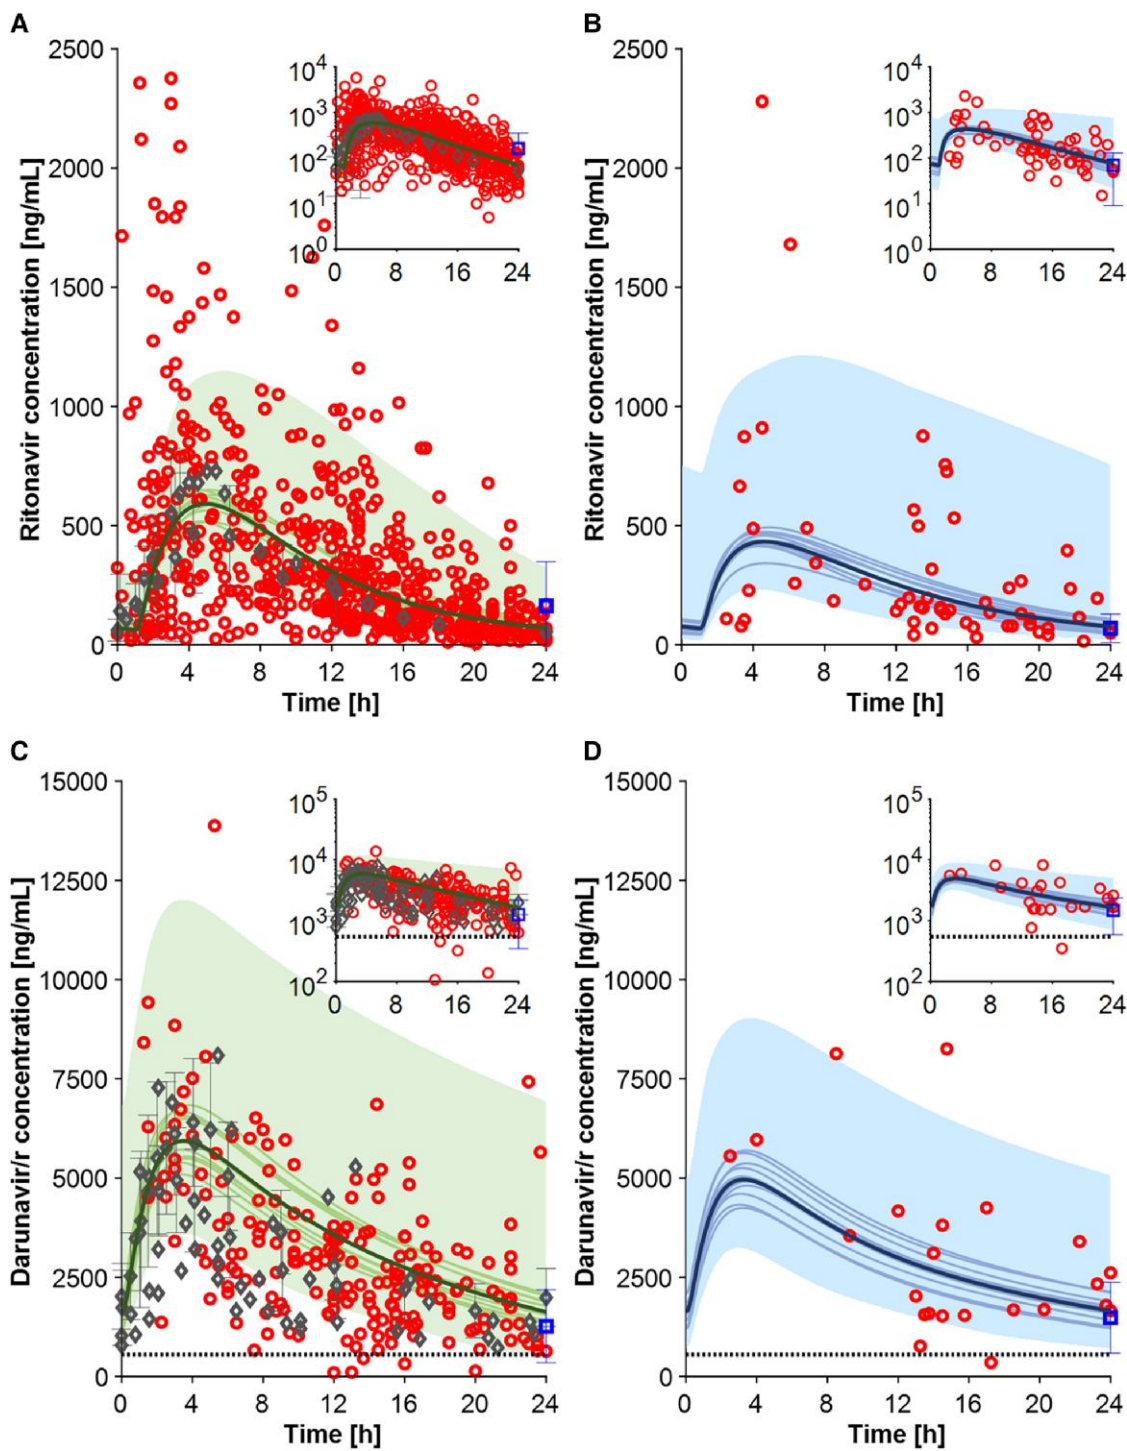 A
Ritonavir concentration [ng/mL]
2500
2000
1500
1000
500
0
0 4 8 12 16 20 24
Time [h]
10^4
10^3
10^2
10^1
10^0
0 8 16 24
B
Ritonavir concentration [ng/mL]
2500
2000
1500
1000
500
0
0 4 8 12 16 20 24
Time [h]
10^4
10^3
10^2
10^1
10^0
0 8 16 24
C
Darunavir/r concentration [ng/mL]
15000
12500
10000
7500
5000
2500
0
0 4 8 12 16 20 24
Time [h]
10^5
10^4
10^3
10^2
0 8 16 24
D
Darunavir/r concentration [ng/mL]
15000
12500
10000
7500
5000
2500
0
0 4 8 12 16 20 24
Time [h]
10^5
10^4
10^3
10^2
0 8 16 24